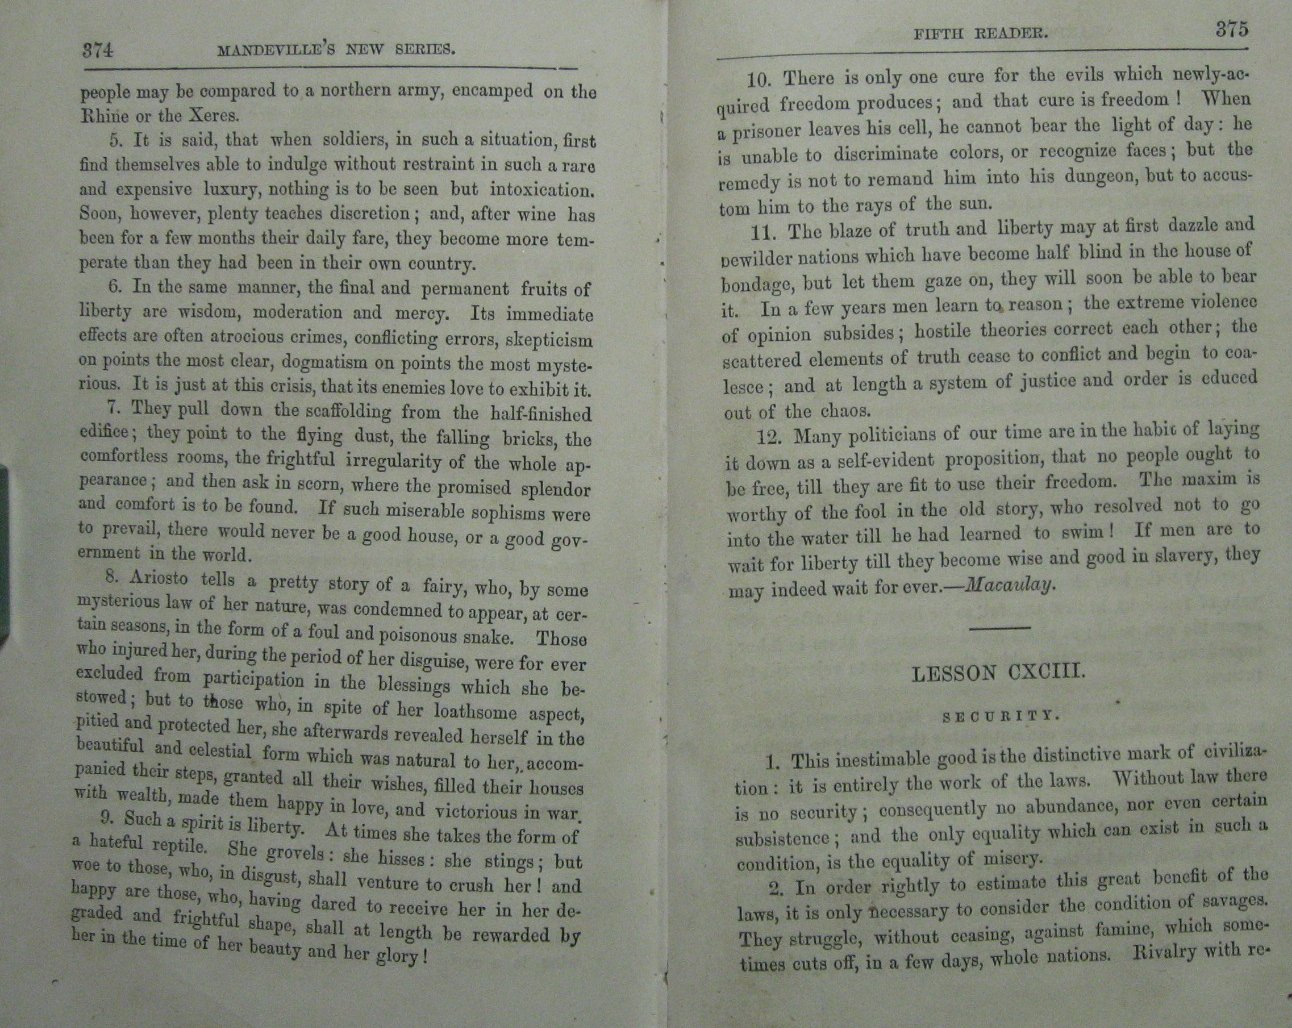 374
MANDEVILLE'S NEW SERIES.
people may be compared to a northern army, encamped on the
Rhine or the Xeres.
5. It is said, that when soldiers, in such a situation, first
find themselves able to indulge without restraint in such a rare
and expensive luxury, nothing is to be seen but intoxication.
Soon, however, plenty teaches discretion; and, after wine has
been for a few months their daily fare, they become more tem-
perate than they had been in their own country.
6. In the same manner, the final and permanent fruits of
liberty are wisdom, moderation and mercy. Its immediate
effects are often atrocious crimes, conflicting errors, skepticism
on points the most clear, dogmatism on points the most myste-
rious. It is just at this crisis, that its enemies love to exhibit it.
7. They pull down the scaffolding from the half-finished
edifice; they point to the flying dust, the falling bricks, the
comfortless rooms, the frightful irregularity of the whole ap-
pearance; and then ask in scorn, where the promised splendor
and comfort is to be found. If such miserable sophisms were
to prevail, there would never be a good house, or a good gov-
ernment in the world.
8. Ariosto tells a pretty story of a fairy, who, by some
mysterious law of her nature, was condemned to appear, at cer-
tain seasons, in the form of a foul and poisonous snake. Those
who injured her, during the period of her disguise, were for ever
excluded from participation in the blessings which she be-
stowed; but to those who, in spite of her loathsome aspect,
pitied and protected her, she afterwards revealed herself in the
beautiful and celestial form which was natural to her, accom-
panied their steps, granted all their wishes, filled their houses
with wealth, made them happy in love, and victorious in war.
9. Such a spirit is liberty. At times she takes the form of
a hateful reptile. She grovels: she hisses: she stings; but
woe to those, who, in disgust, shall venture to crush her! and
happy are those, who, having dared to receive her in her de-
graded and frightful shape, shall at length be rewarded by
her in the time of her beauty and her glory!
FIFTH READER.
375
10. There is only one cure for the evils which newly-ac-
quired freedom produces; and that cure is freedom! When
a prisoner leaves his cell, he cannot bear the light of day: he
is unable to discriminate colors, or recognize faces; but the
remedy is not to remand him into his dungeon, but to accus-
tom him to the rays of the sun.
11. The blaze of truth and liberty may at first dazzle and
bewilder nations which have become half blind in the house of
bondage, but let them gaze on, they will soon be able to bear
it. In a few years men learn to reason; the extreme violence
of opinion subsides; hostile theories correct each other; the
scattered elements of truth cease to conflict and begin to coa-
lesce; and at length a system of justice and order is educed
out of the chaos.
12. Many politicians of our time are in the habit of laying
it down as a self-evident proposition, that no people ought to
be free, till they are fit to use their freedom. The maxim is
worthy of the fool in the old story, who resolved not to go
into the water till he had learned to swim! If men are to
wait for liberty till they become wise and good in slavery, they
may indeed wait for ever.—Macaulay.
LESSON CXCIII.
SECURITY.
1. This inestimable good is the distinctive mark of civiliza-
tion: it is entirely the work of the laws. Without law there
is no security; consequently no abundance, nor even certain
subsistence; and the only equality which can exist in such a
condition, is the equality of misery.
2. In order rightly to estimate this great benefit of the
laws, it is only necessary to consider the condition of savages.
They struggle, without ceasing, against famine, which some-
times cuts off, in a few days, whole nations. Rivalry with re-